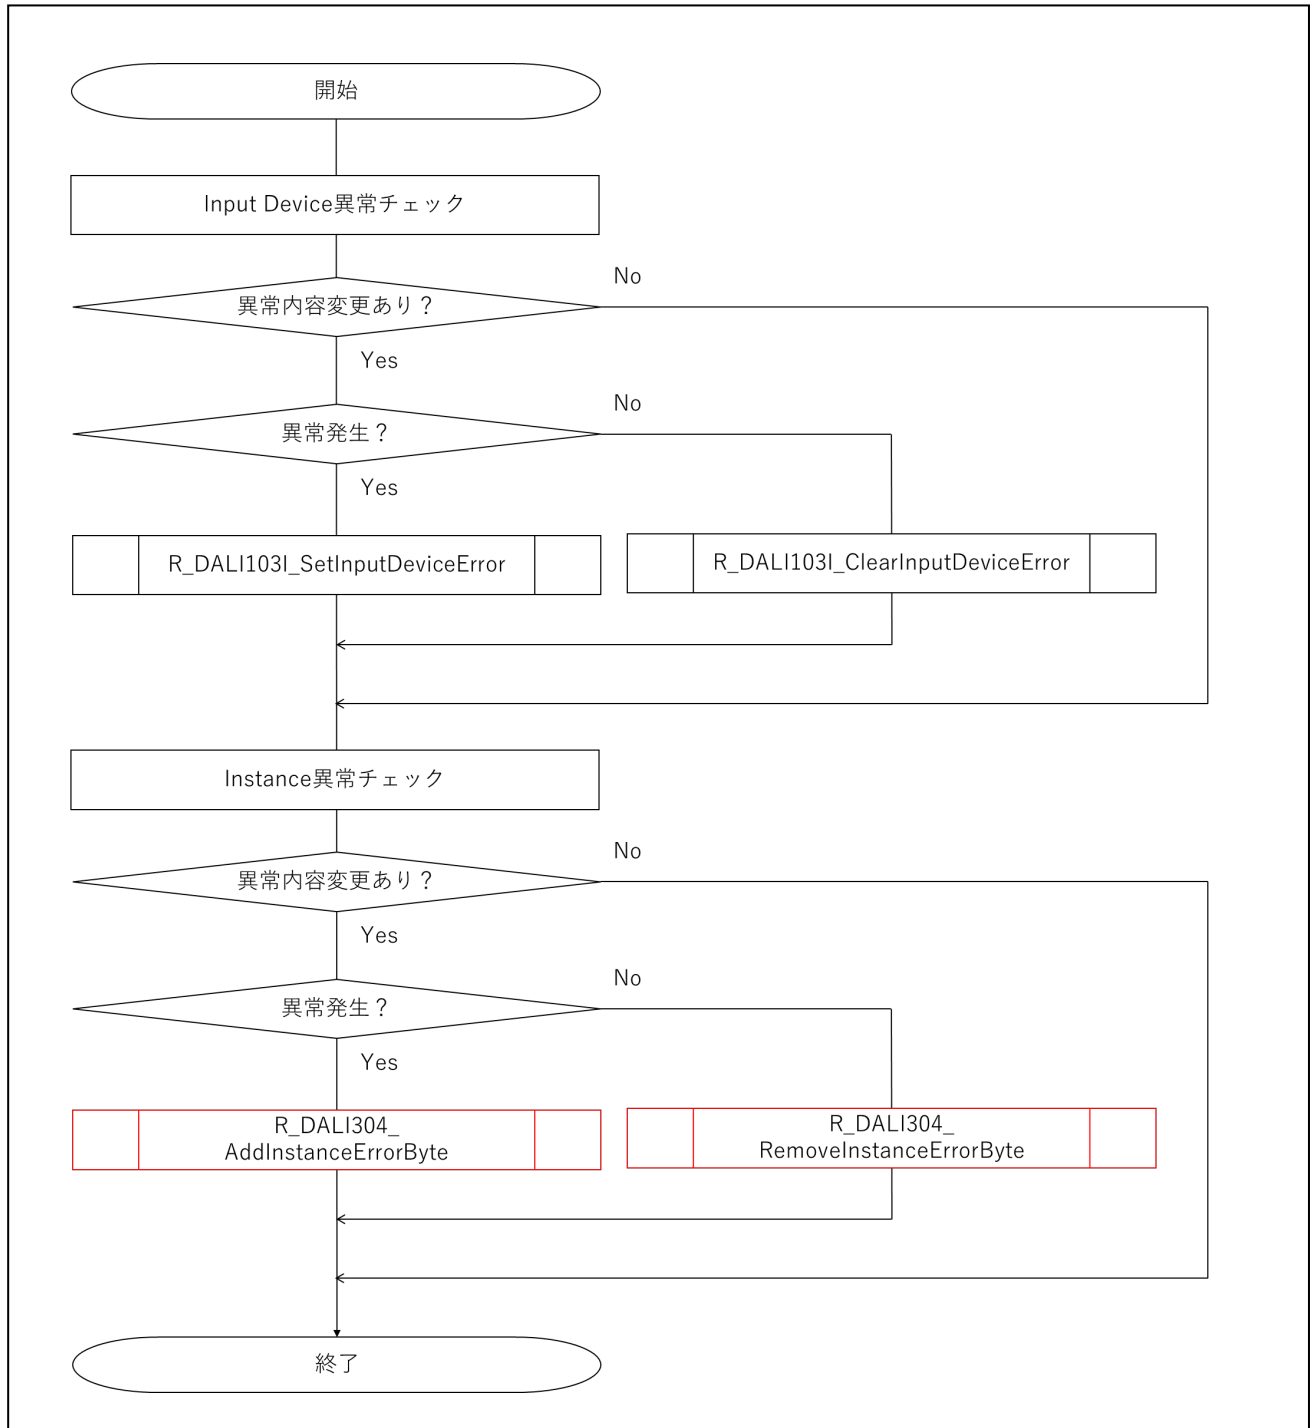 開始
Input Device異常チェック
No
異常内容変更あり？
Yes
No
異常発生？
Yes
R_DALI103I_SetInputDeviceError
R_DALI103I_ClearInputDeviceError
Instance異常チェック
No
異常内容変更あり？
Yes
No
異常発生？
Yes
R_DALI304_
AddInstanceErrorByte
R_DALI304_
RemoveInstanceErrorByte
終了